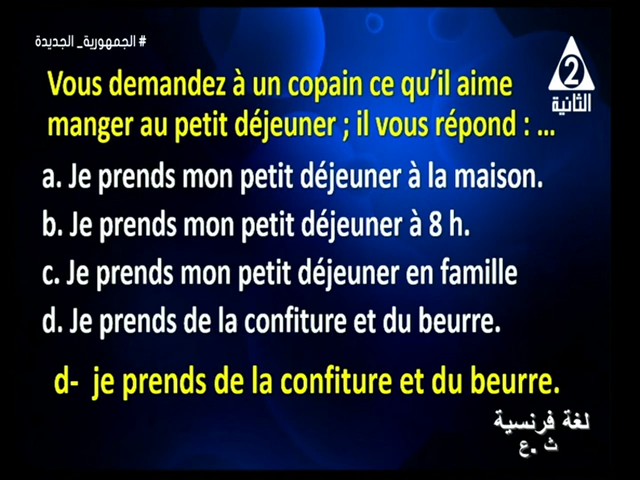 # الجمهورية_ الجديدة
2
الثانية
Vous demandez à un copain ce qu’il aime
manger au petit déjeuner ; il vous répond : ...
a. Je prends mon petit déjeuner à la maison.
b. Je prends mon petit déjeuner à 8 h.
c. Je prends mon petit déjeuner en famille
d. Je prends de la confiture et du beurre.
d- je prends de la confiture et du beurre.
لغة فرنسية
ث .ع